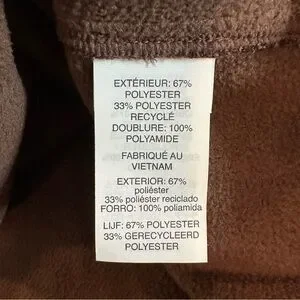 EXTÉRIEUR: 67%
POLYESTER
33% POLYESTER
RECYCLÉ
DOUBLURE: 100%
POLYAMIDE
FABRIQUÉ AU
VIETNAM
EXTERIOR: 67%
poliéster
33% poliéster reciclado
FORRO: 100% poliamida
LIJF: 67% POLYESTER
33% GERECYCLEERD
POLYESTER